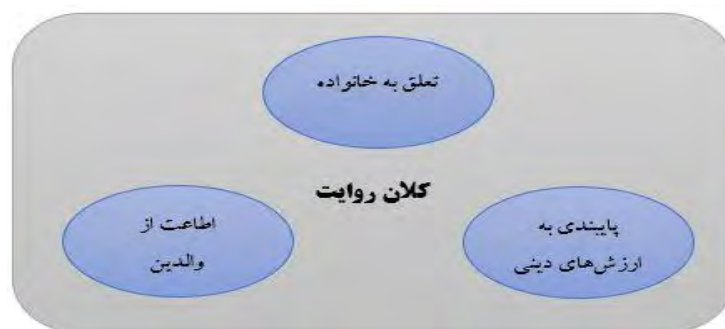 تعلق به خانواده
کلان روایت
پایبندی به
ارزش‌های دینی
اطاعت از
والدین